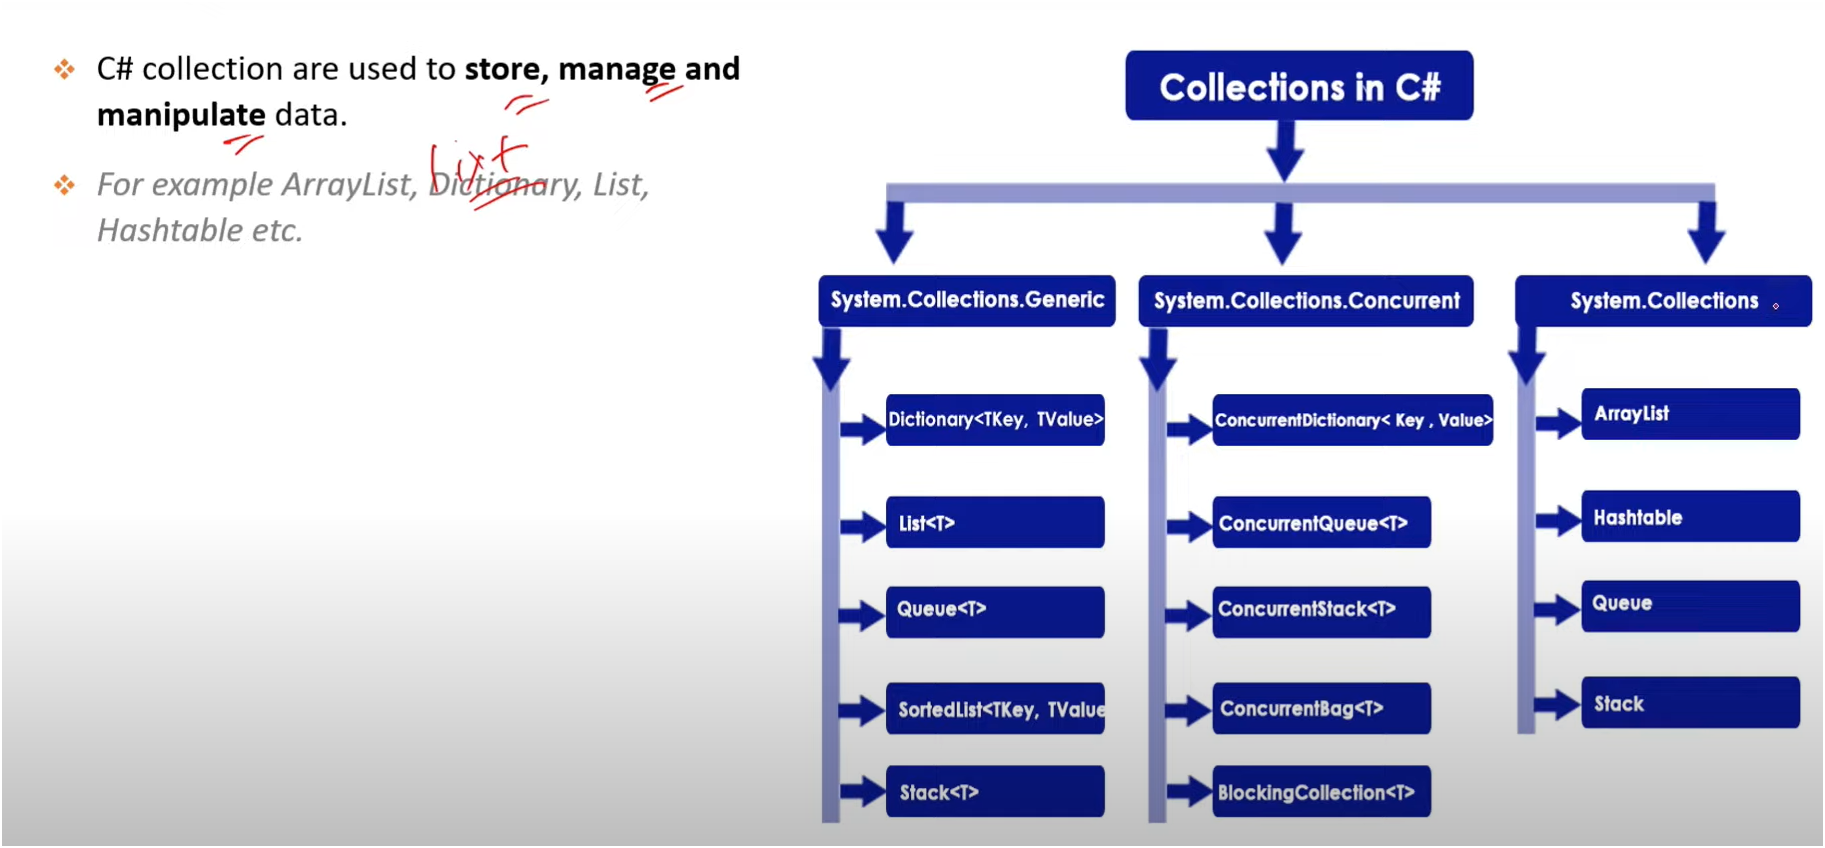 C# collection are used to store, manage and
manipulate data.
List
For example ArrayList, Dictionary, List,
Hashtable etc.
Collections in C#
System.Collections.Generic
Dictionary<TKey, TValue>
List<T>
Queue<T>
SortedList<TKey, TValue
Stack<T>
System.Collections.Concurrent
ConcurrentDictionary< Key , Value>
ConcurrentQueue<T>
ConcurrentStack<T>
ConcurrentBag<T>
BlockingCollection<T>
System.Collections
ArrayList
Hashtable
Queue
Stack